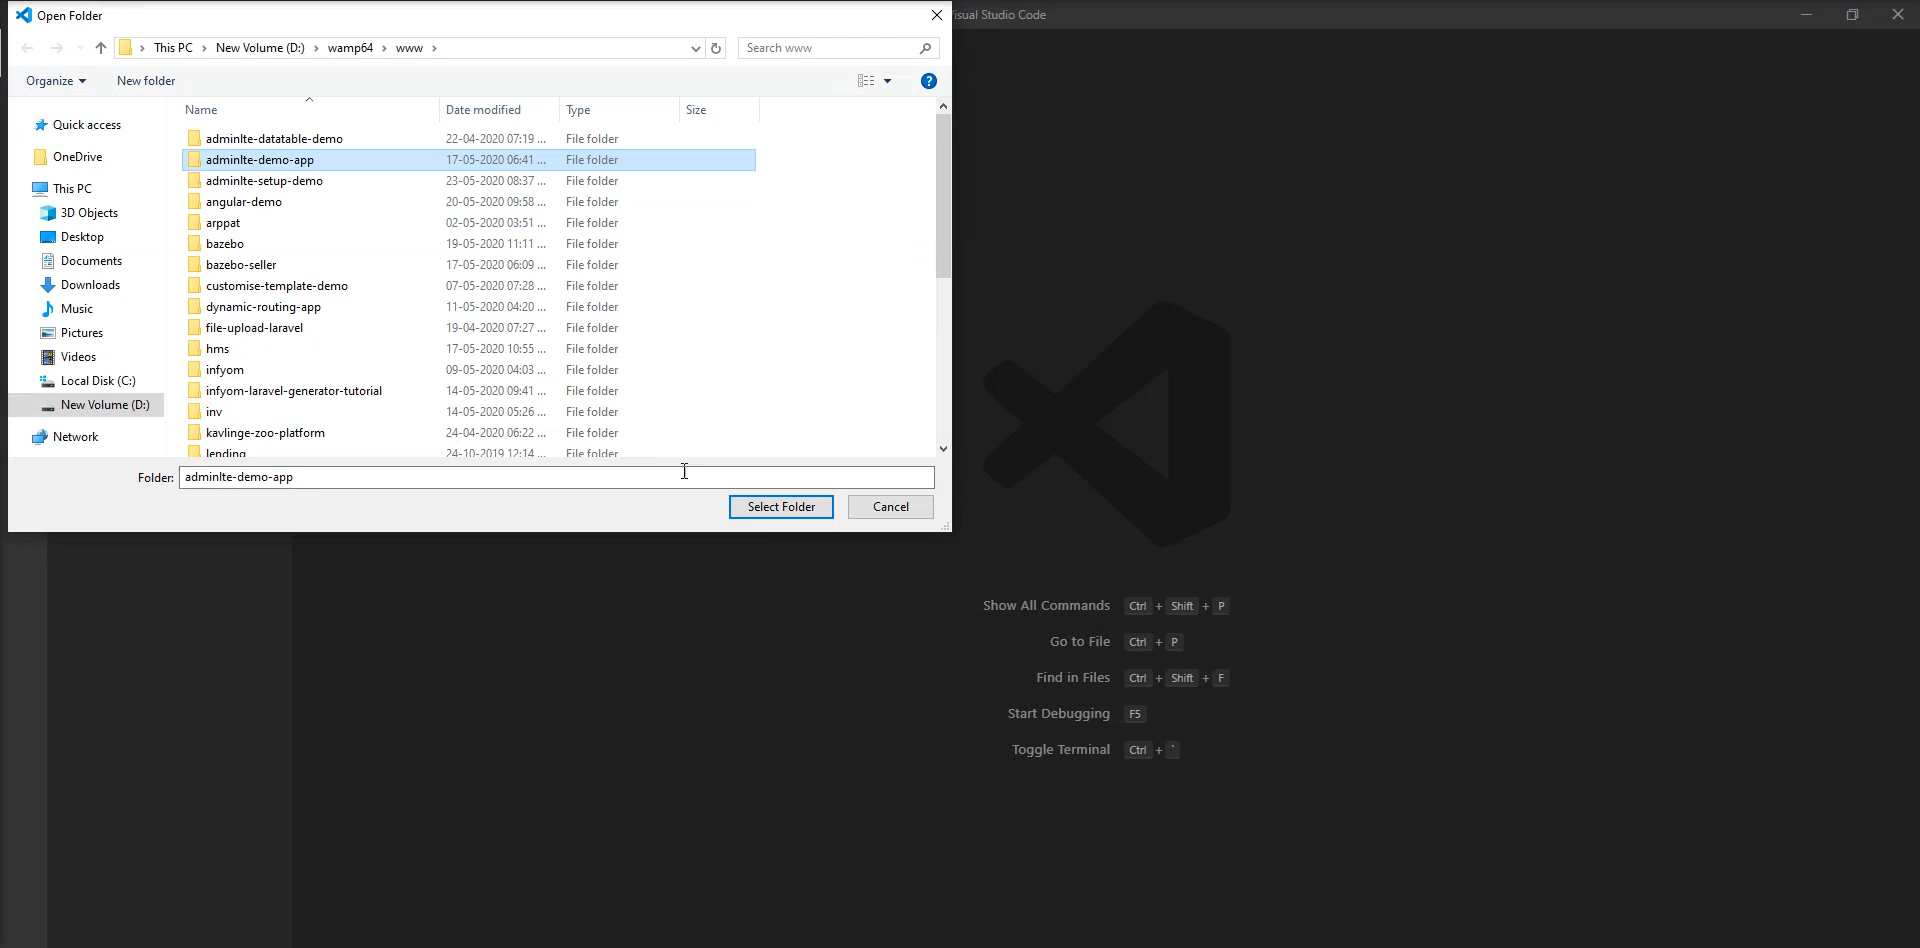 Open Folder
isual Studio Code
This PC > New Volume (D:) > wamp64 > www >
Search www
Organize
New folder
Name Date modified Type Size
Quick access
OneDrive
This PC
3D Objects
Desktop
Documents
Downloads
Music
Pictures
Videos
Local Disk (C:)
New Volume (D:)
Network
adminlte-datatable-demo 22-04-2020 07:19 ... File folder
adminlte-demo-app 17-05-2020 06:41 ... File folder
adminlte-setup-demo 23-05-2020 08:37 ... File folder
angular-demo 20-05-2020 09:58 ... File folder
arppat 02-05-2020 03:51 ... File folder
bazebo 19-05-2020 11:11 ... File folder
bazebo-seller 17-05-2020 06:09 ... File folder
customise-template-demo 07-05-2020 07:28 ... File folder
dynamic-routing-app 11-05-2020 04:20 ... File folder
file-upload-laravel 19-04-2020 07:27 ... File folder
hms 17-05-2020 10:55 ... File folder
infyom 09-05-2020 04:03 ... File folder
infyom-laravel-generator-tutorial 14-05-2020 09:41 ... File folder
inv 14-05-2020 05:26 ... File folder
kavlinge-zoo-platform 24-04-2020 06:22 ... File folder
lending 24-10-2019 12:14 ... File folder
Folder: adminlte-demo-app
Select Folder
Cancel
Show All Commands Ctrl + Shift + P
Go to File Ctrl + P
Find in Files Ctrl + Shift + F
Start Debugging F5
Toggle Terminal Ctrl + `